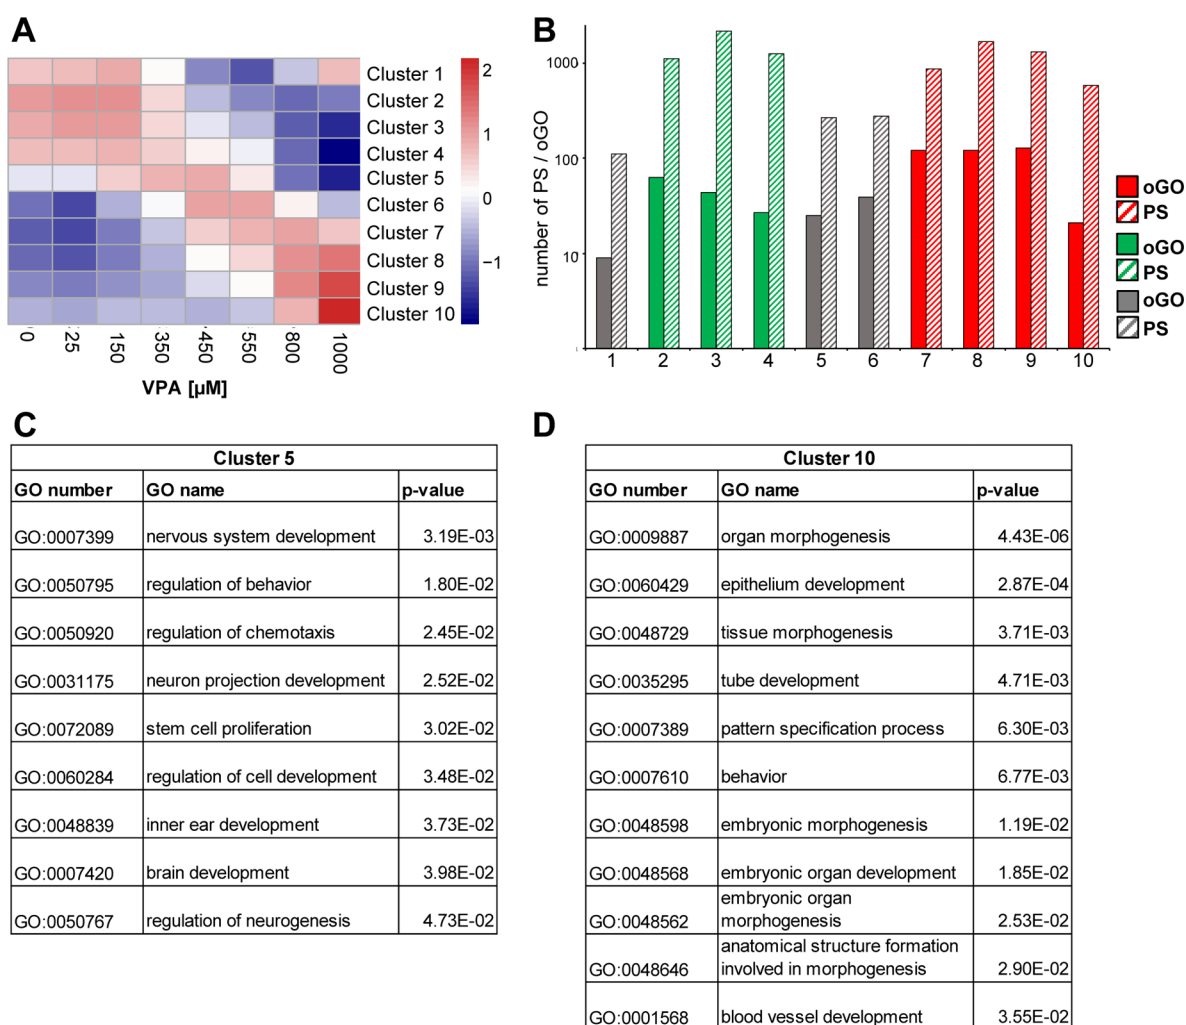 A
2
1
0
−1
Cluster 1
Cluster 2
Cluster 3
Cluster 4
Cluster 5
Cluster 6
Cluster 7
Cluster 8
Cluster 9
Cluster 10
0
25
150
350
450
550
800
1000
VPA [µM]
B
number of PS / oGO
1000
100
10
1
1 2 3 4 5 6 7 8 9 10
oGO
PS
oGO
PS
oGO
PS
C
Cluster 5
GO number GO name p-value
GO:0007399 nervous system development 3.19E-03
GO:0050795 regulation of behavior 1.80E-02
GO:0050920 regulation of chemotaxis 2.45E-02
GO:0031175 neuron projection development 2.52E-02
GO:0072089 stem cell proliferation 3.02E-02
GO:0060284 regulation of cell development 3.48E-02
GO:0048839 inner ear development 3.73E-02
GO:0007420 brain development 3.98E-02
GO:0050767 regulation of neurogenesis 4.73E-02
D
Cluster 10
GO number GO name p-value
GO:0009887 organ morphogenesis 4.43E-06
GO:0060429 epithelium development 2.87E-04
GO:0048729 tissue morphogenesis 3.71E-03
GO:0035295 tube development 4.71E-03
GO:0007389 pattern specification process 6.30E-03
GO:0007610 behavior 6.77E-03
GO:0048598 embryonic morphogenesis 1.19E-02
GO:0048568 embryonic organ development 1.85E-02
embryonic organ
GO:0048562 morphogenesis 2.53E-02
anatomical structure formation
GO:0048646 involved in morphogenesis 2.90E-02
GO:0001568 blood vessel development 3.55E-02